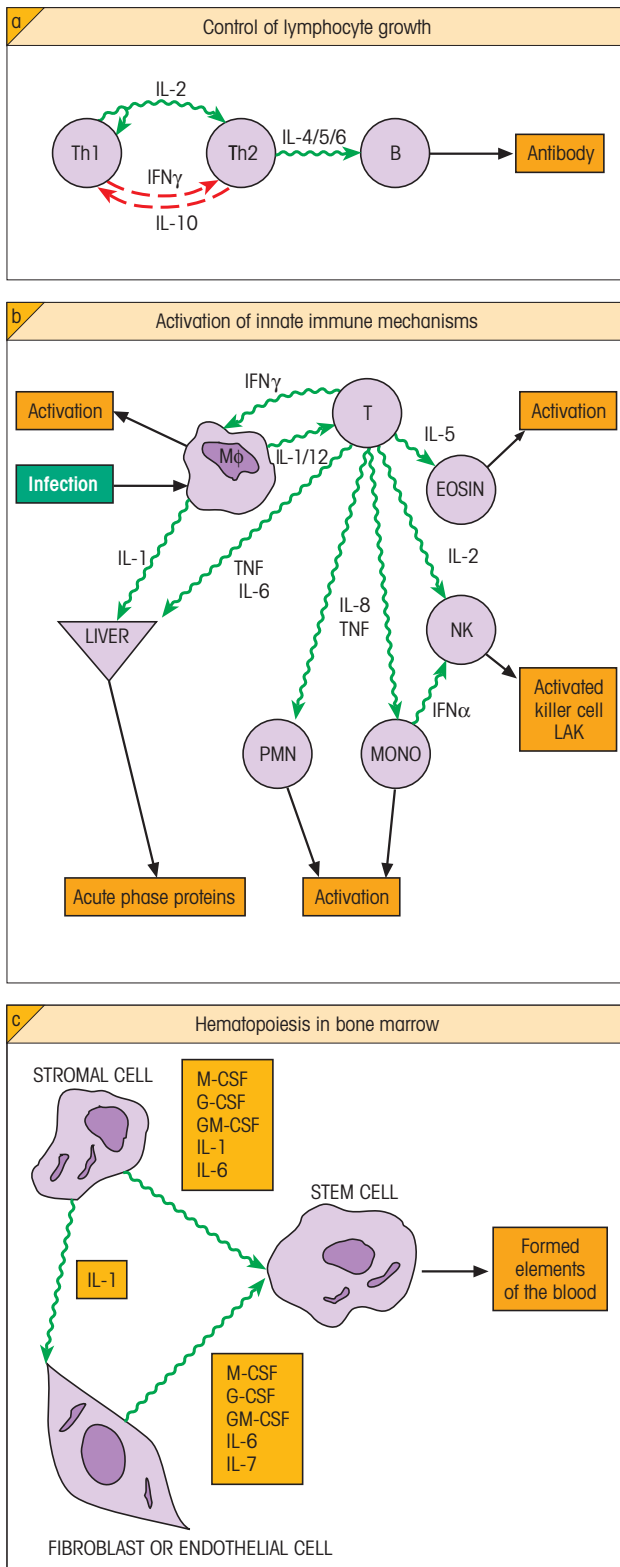 a
Control of lymphocyte growth
IL-2
Th1
Th2
IL-4/5/6
B
Antibody
IFNγ
IL-10
b
Activation of innate immune mechanisms
IFNγ
T
Activation
Activation
IL-5
Mϕ
IL-1/12
Infection
EOSIN
IL-1
TNF
IL-6
IL-2
IL-8
TNF
LIVER
NK
IFNα
Activated
killer cell
LAK
PMN
MONO
Acute phase proteins
Activation
c
Hematopoiesis in bone marrow
STROMAL CELL
M-CSF
G-CSF
GM-CSF
IL-1
IL-6
STEM CELL
IL-1
Formed
elements
of the blood
M-CSF
G-CSF
GM-CSF
IL-6
IL-7
FIBROBLAST OR ENDOTHELIAL CELL